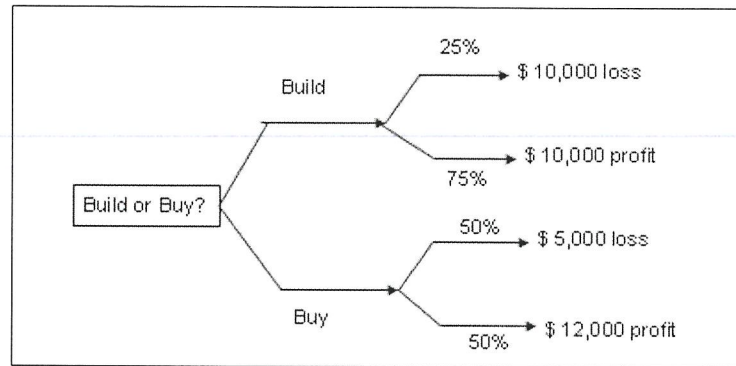 25%
$ 10,000 loss
Build
$ 10,000 profit
75%
Build or Buy?
50%
$ 5,000 loss
Buy
$ 12,000 profit
50%